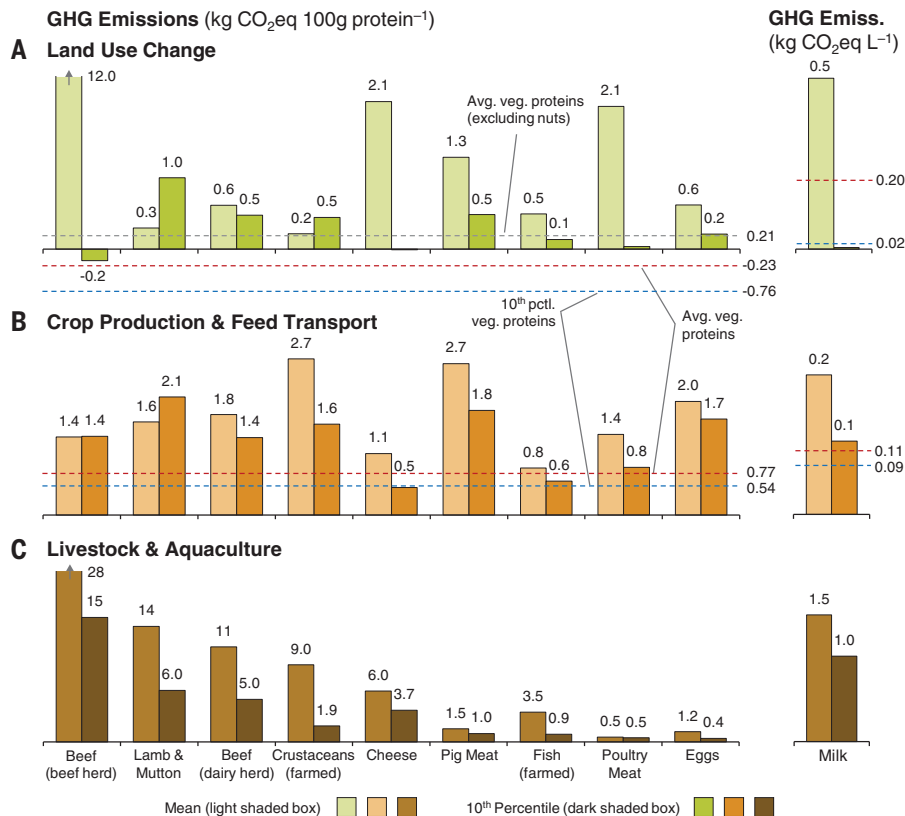 GHG Emissions (kg CO₂eq 100g protein⁻¹)
GHG Emiss.
(kg CO₂eq L⁻¹)
A Land Use Change
12.0
-0.2
0.3
1.0
0.6
0.5
0.2
0.5
2.1
1.3
0.5
0.5
0.1
2.1
0.6
0.2
Avg. veg. proteins
(excluding nuts)
0.21
-0.23
-0.76
0.5
0.20
0.02
10th pctl.
veg. proteins
Avg. veg.
proteins
B Crop Production & Feed Transport
1.4 1.4
1.6
2.1
1.8
1.4
2.7
1.6
1.1
0.5
2.7
1.8
0.8
0.6
1.4
0.8
2.0
1.7
0.77
0.54
0.2
0.1
0.11
0.09
C Livestock & Aquaculture
28
15
14
6.0
11
5.0
9.0
1.9
6.0
3.7
1.5
1.0
3.5
0.9
0.5 0.5
1.2
0.4
1.5
1.0
Beef
(beef herd)
Lamb &
Mutton
Beef
(dairy herd)
Crustaceans
(farmed)
Cheese
Pig Meat
Fish
(farmed)
Poultry
Meat
Eggs
Milk
Mean (light shaded box)
10th Percentile (dark shaded box)